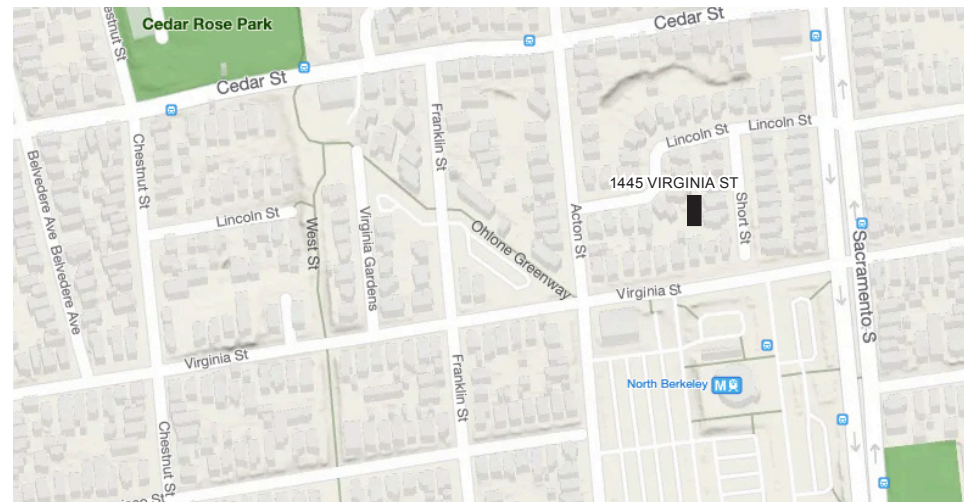 Cedar St
Chestnut St
Cedar Rose Park
Cedar St
Franklin St
Lincoln St
Lincoln St
Chestnut St
Belvedere Ave
Belvedere Ave
1445 VIRGINIA ST
Lincoln St
West St
Virginia Gardens
Ohlone Greenway
Acton St
Short St
Sacramento S
Virginia St
Virginia St
Franklin St
North Berkeley
M
Chestnut St